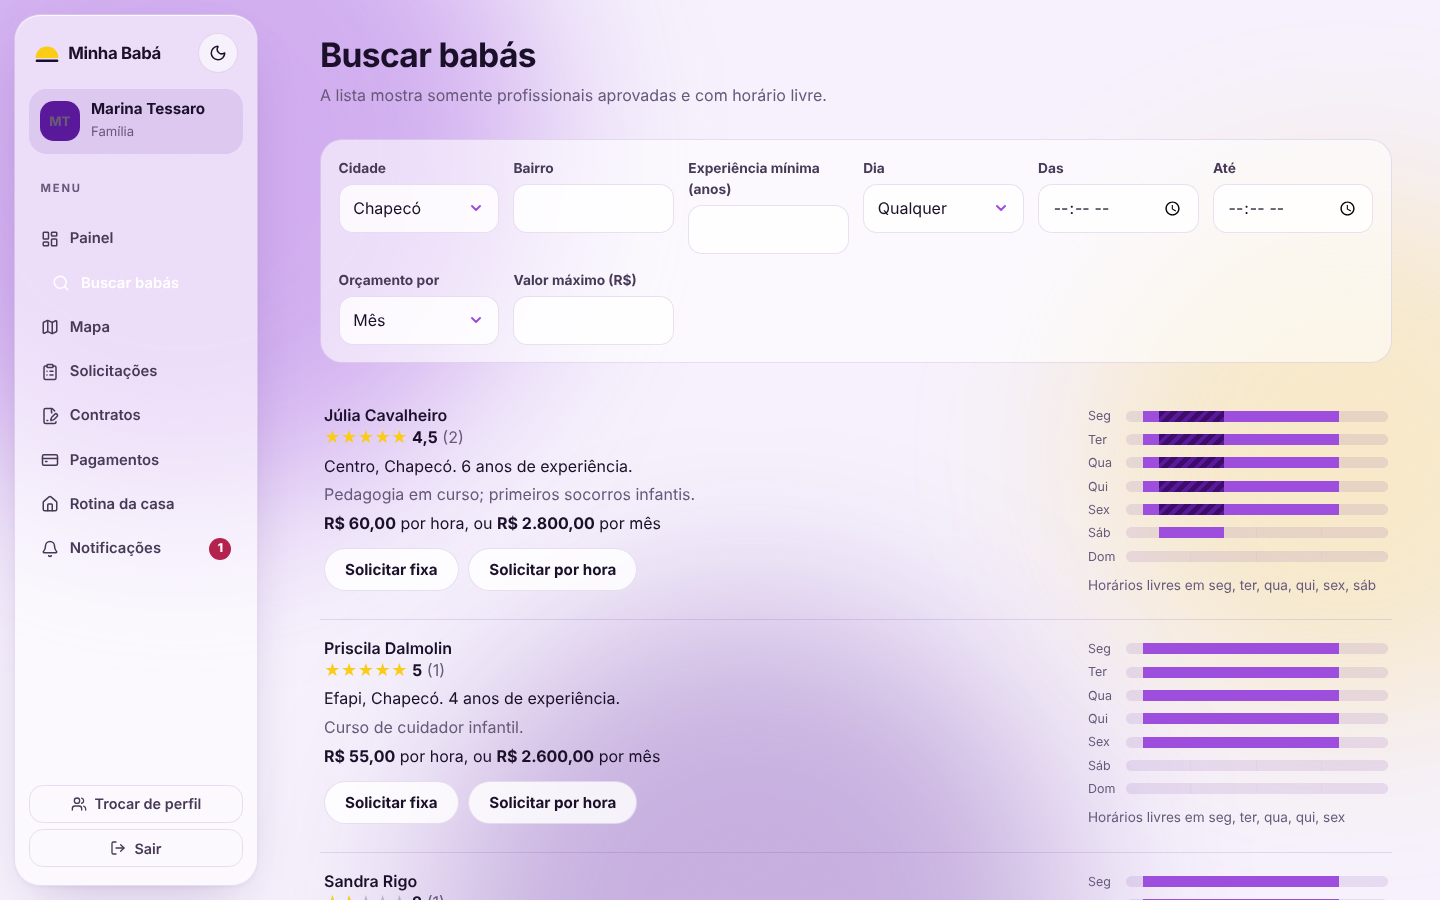 Minha Babá
MT
Marina Tessaro
Família
MENU
Painel
Buscar babás
Mapa
Solicitações
Contratos
Pagamentos
Rotina da casa
Notificações 1
Trocar de perfil
Sair
Buscar babás
A lista mostra somente profissionais aprovadas e com horário livre.
Cidade
Chapecó
Bairro
Experiência mínima
(anos)
Dia
Qualquer
Das
--:-- --
Até
--:-- --
Orçamento por
Mês
Valor máximo (R$)
Júlia Cavalheiro
★★★★★ 4,5 (2)
Centro, Chapecó. 6 anos de experiência.
Pedagogia em curso; primeiros socorros infantis.
R$ 60,00 por hora, ou R$ 2.800,00 por mês
Solicitar fixa
Solicitar por hora
Seg
Ter
Qua
Qui
Sex
Sáb
Dom
Horários livres em seg, ter, qua, qui, sex, sáb
Priscila Dalmolin
★★★★★ 5 (1)
Efapi, Chapecó. 4 anos de experiência.
Curso de cuidador infantil.
R$ 55,00 por hora, ou R$ 2.600,00 por mês
Solicitar fixa
Solicitar por hora
Seg
Ter
Qua
Qui
Sex
Sáb
Dom
Horários livres em seg, ter, qua, qui, sex
Sandra Rigo
Seg